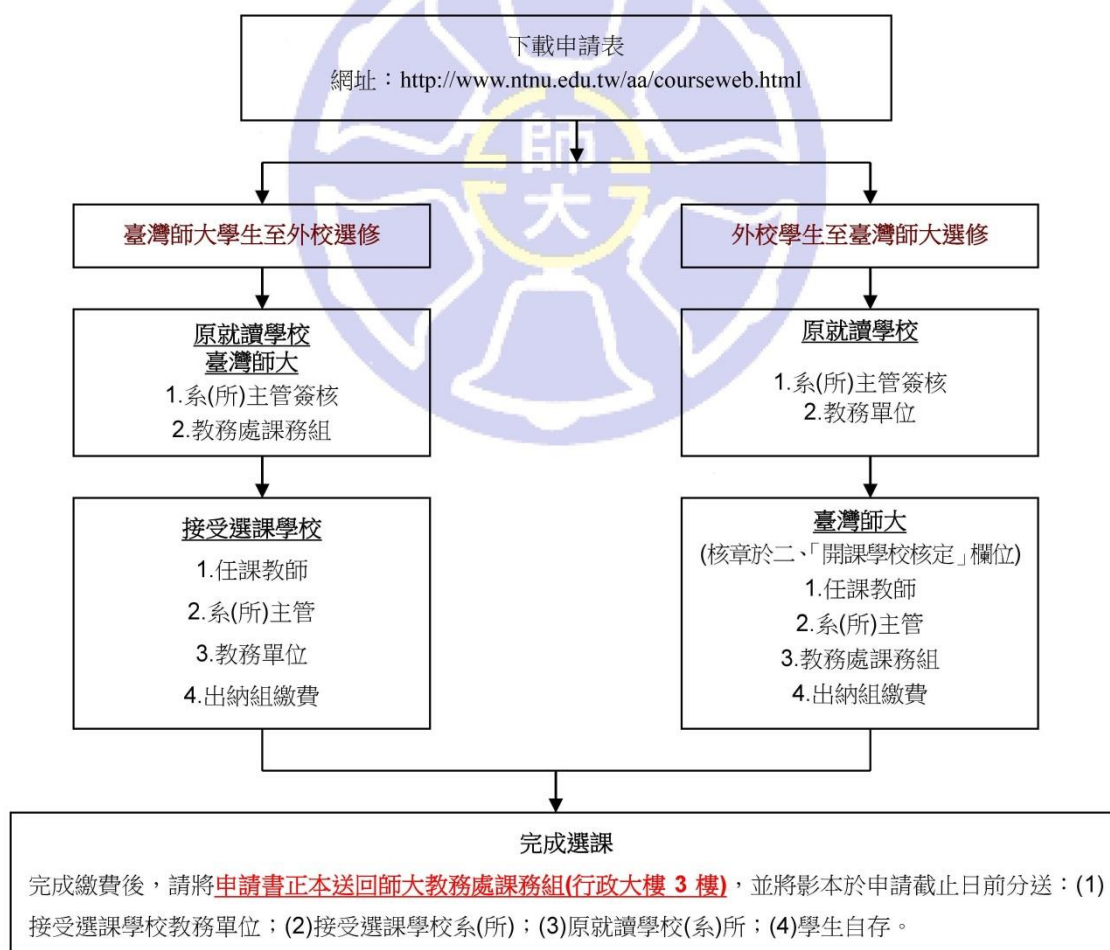 下載申請表
網址：http://www.ntnu.edu.tw/aa/courseweb.html
師大
臺灣師大學生至外校選修
外校學生至臺灣師大選修
原就讀學校
臺灣師大
1.系(所)主管簽核
2.教務處課務組
原就讀學校
1.系(所)主管簽核
2.教務單位
接受選課學校
1.任課教師
2.系(所)主管
3.教務單位
4.出納組繳費
臺灣師大
(核章於二、「開課學校核定」欄位)
1.任課教師
2.系(所)主管
3.教務處課務組
4.出納組繳費
完成選課
完成繳費後，請將申請書正本送回師大教務處課務組(行政大樓 3 樓)，並將影本於申請截止日前分送：(1)
接受選課學校教務單位；(2)接受選課學校系(所)；(3)原就讀學校(系)所；(4)學生自存。